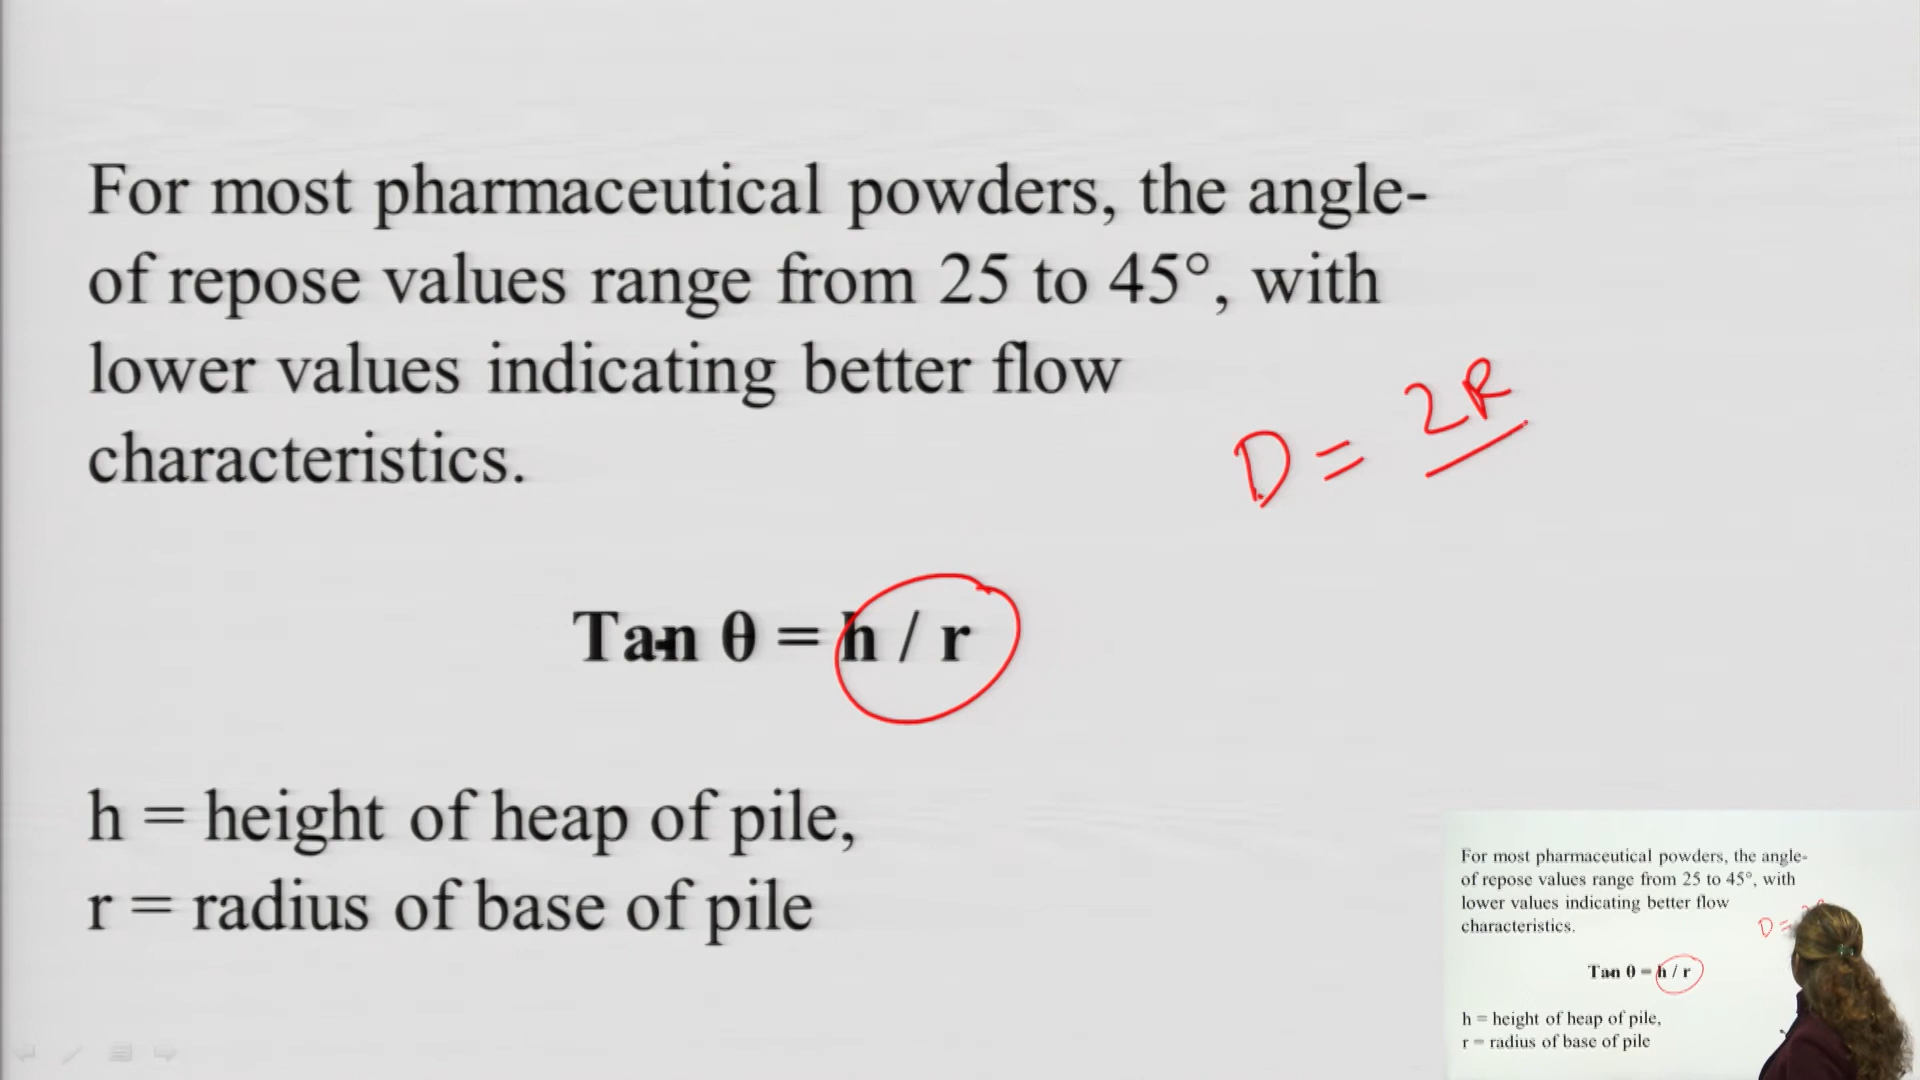 For most pharmaceutical powders, the angle-
of repose values range from 25 to 45°, with
lower values indicating better flow
characteristics.
D = 2R
Tan θ = h / r
h = height of heap of pile,
r = radius of base of pile
For most pharmaceutical powders, the angle-
of repose values range from 25 to 45°, with
lower values indicating better flow
characteristics.
D =
Tan θ = h / r
h = height of heap of pile,
r = radius of base of pile